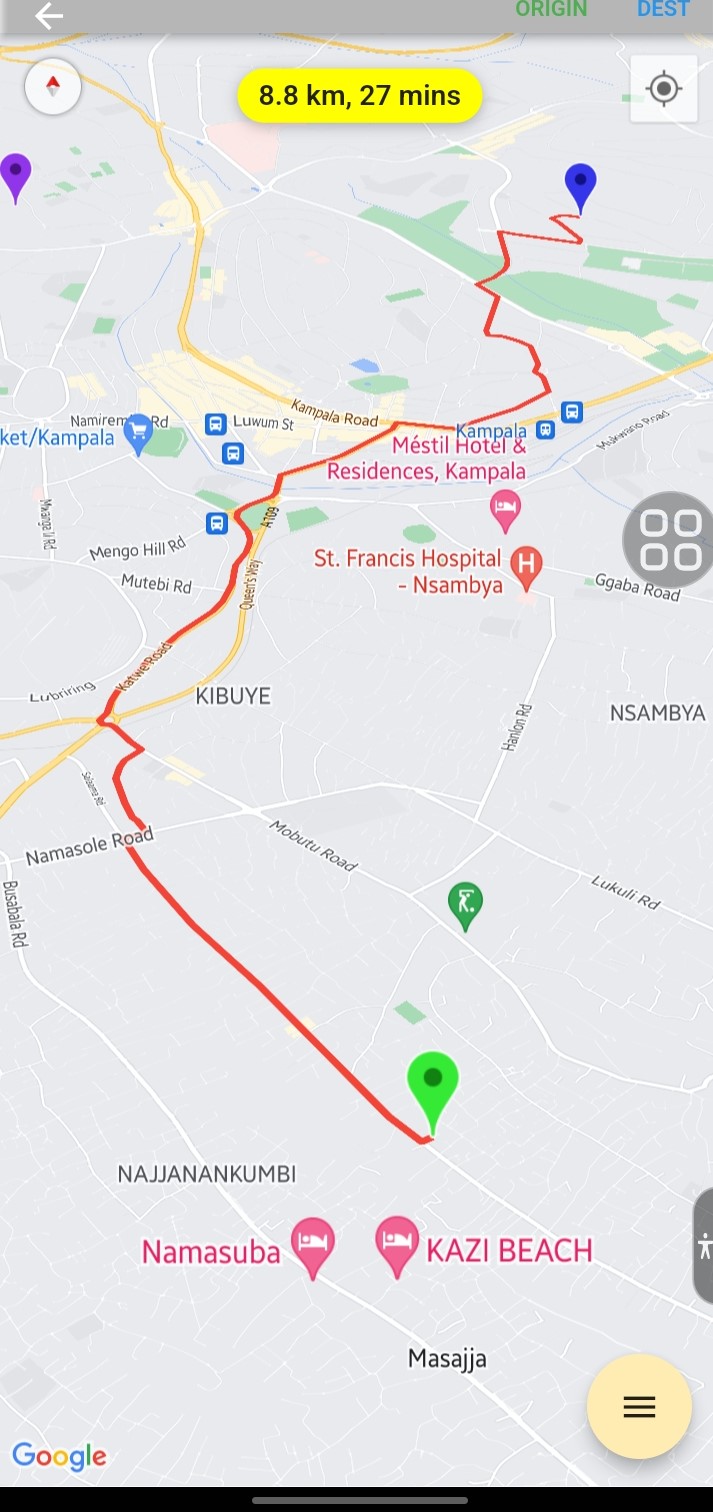 ORIGIN
DEST
8.8 km, 27 mins
Kampala Road
Namirem
Rd
Luwum St
ket/Kampala
Kampala
Mukwano Road
Méstil Hotel &
Residences, Kampala
A109
Mwanga II Rd
Mengo Hill Rd
St. Francis Hospital
- Nsambya
Mutebi Rd
Queen's Way
Ggaba Road
Katwe Road
Lubriring
KIBUYE
NSAMBYA
Hanlon Rd
Salaama Rd
Namasole Road
Mobutu Road
Busabala Rd
Lukuli Rd
NAJJANANKUMBI
Namasuba
KAZI BEACH
Masajja
Google